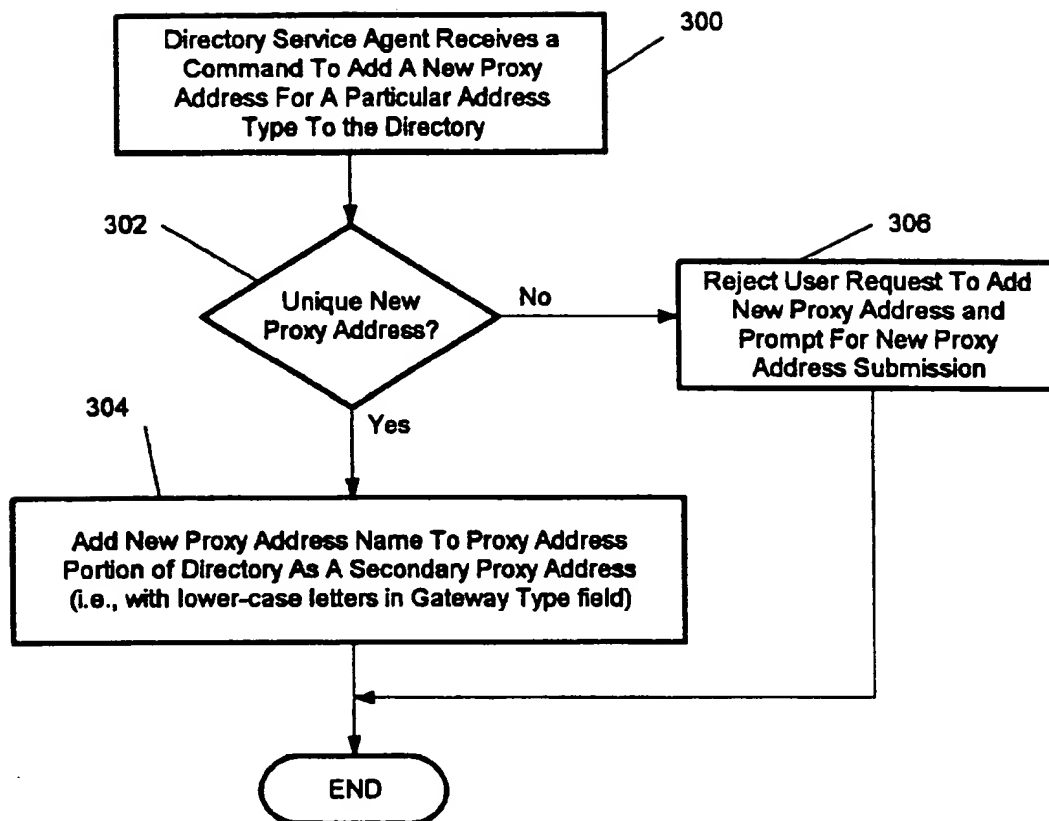 300
Directory Service Agent Receives a
Command To Add A New Proxy
Address For A Particular Address
Type To the Directory
302
Unique New
Proxy Address?
No
306
Reject User Request To Add
New Proxy Address and
Prompt For New Proxy
Address Submission
Yes
304
Add New Proxy Address Name To Proxy Address
Portion of Directory As A Secondary Proxy Address
(i.e., with lower-case letters in Gateway Type field)
END